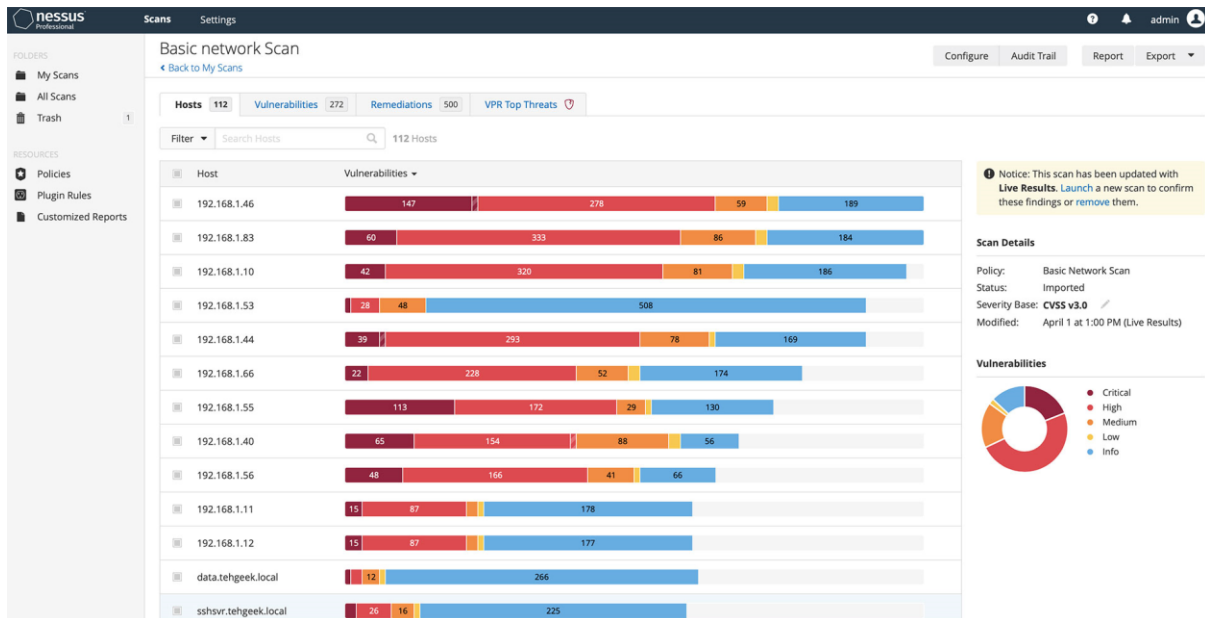 nessus
Professional
Scans Settings
admin
FOLDERS
My Scans
All Scans
Trash 1
RESOURCES
Policies
Plugin Rules
Customized Reports
Basic network Scan
Back to My Scans
Configure Audit Trail Report Export
Hosts 112 Vulnerabilities 272 Remediations 500 VPR Top Threats
Filter Search Hosts 112 Hosts
Host Vulnerabilities
192.168.1.46 147 278 59 189
192.168.1.83 60 333 86 184
192.168.1.10 42 320 81 186
192.168.1.53 28 48 508
192.168.1.44 39 293 78 169
192.168.1.66 22 228 52 174
192.168.1.55 113 172 29 130
192.168.1.40 65 154 88 56
192.168.1.56 48 166 41 66
192.168.1.11 15 87 178
192.168.1.12 15 87 177
data.tehgeek.local 12 266
sshsvr.tehgeek.local 26 16 225
Notice: This scan has been updated with
Live Results. Launch a new scan to confirm
these findings or remove them.
Scan Details
Policy: Basic Network Scan
Status: Imported
Severity Base: CVSS v3.0
Modified: April 1 at 1:00 PM (Live Results)
Vulnerabilities
Critical
High
Medium
Low
Info